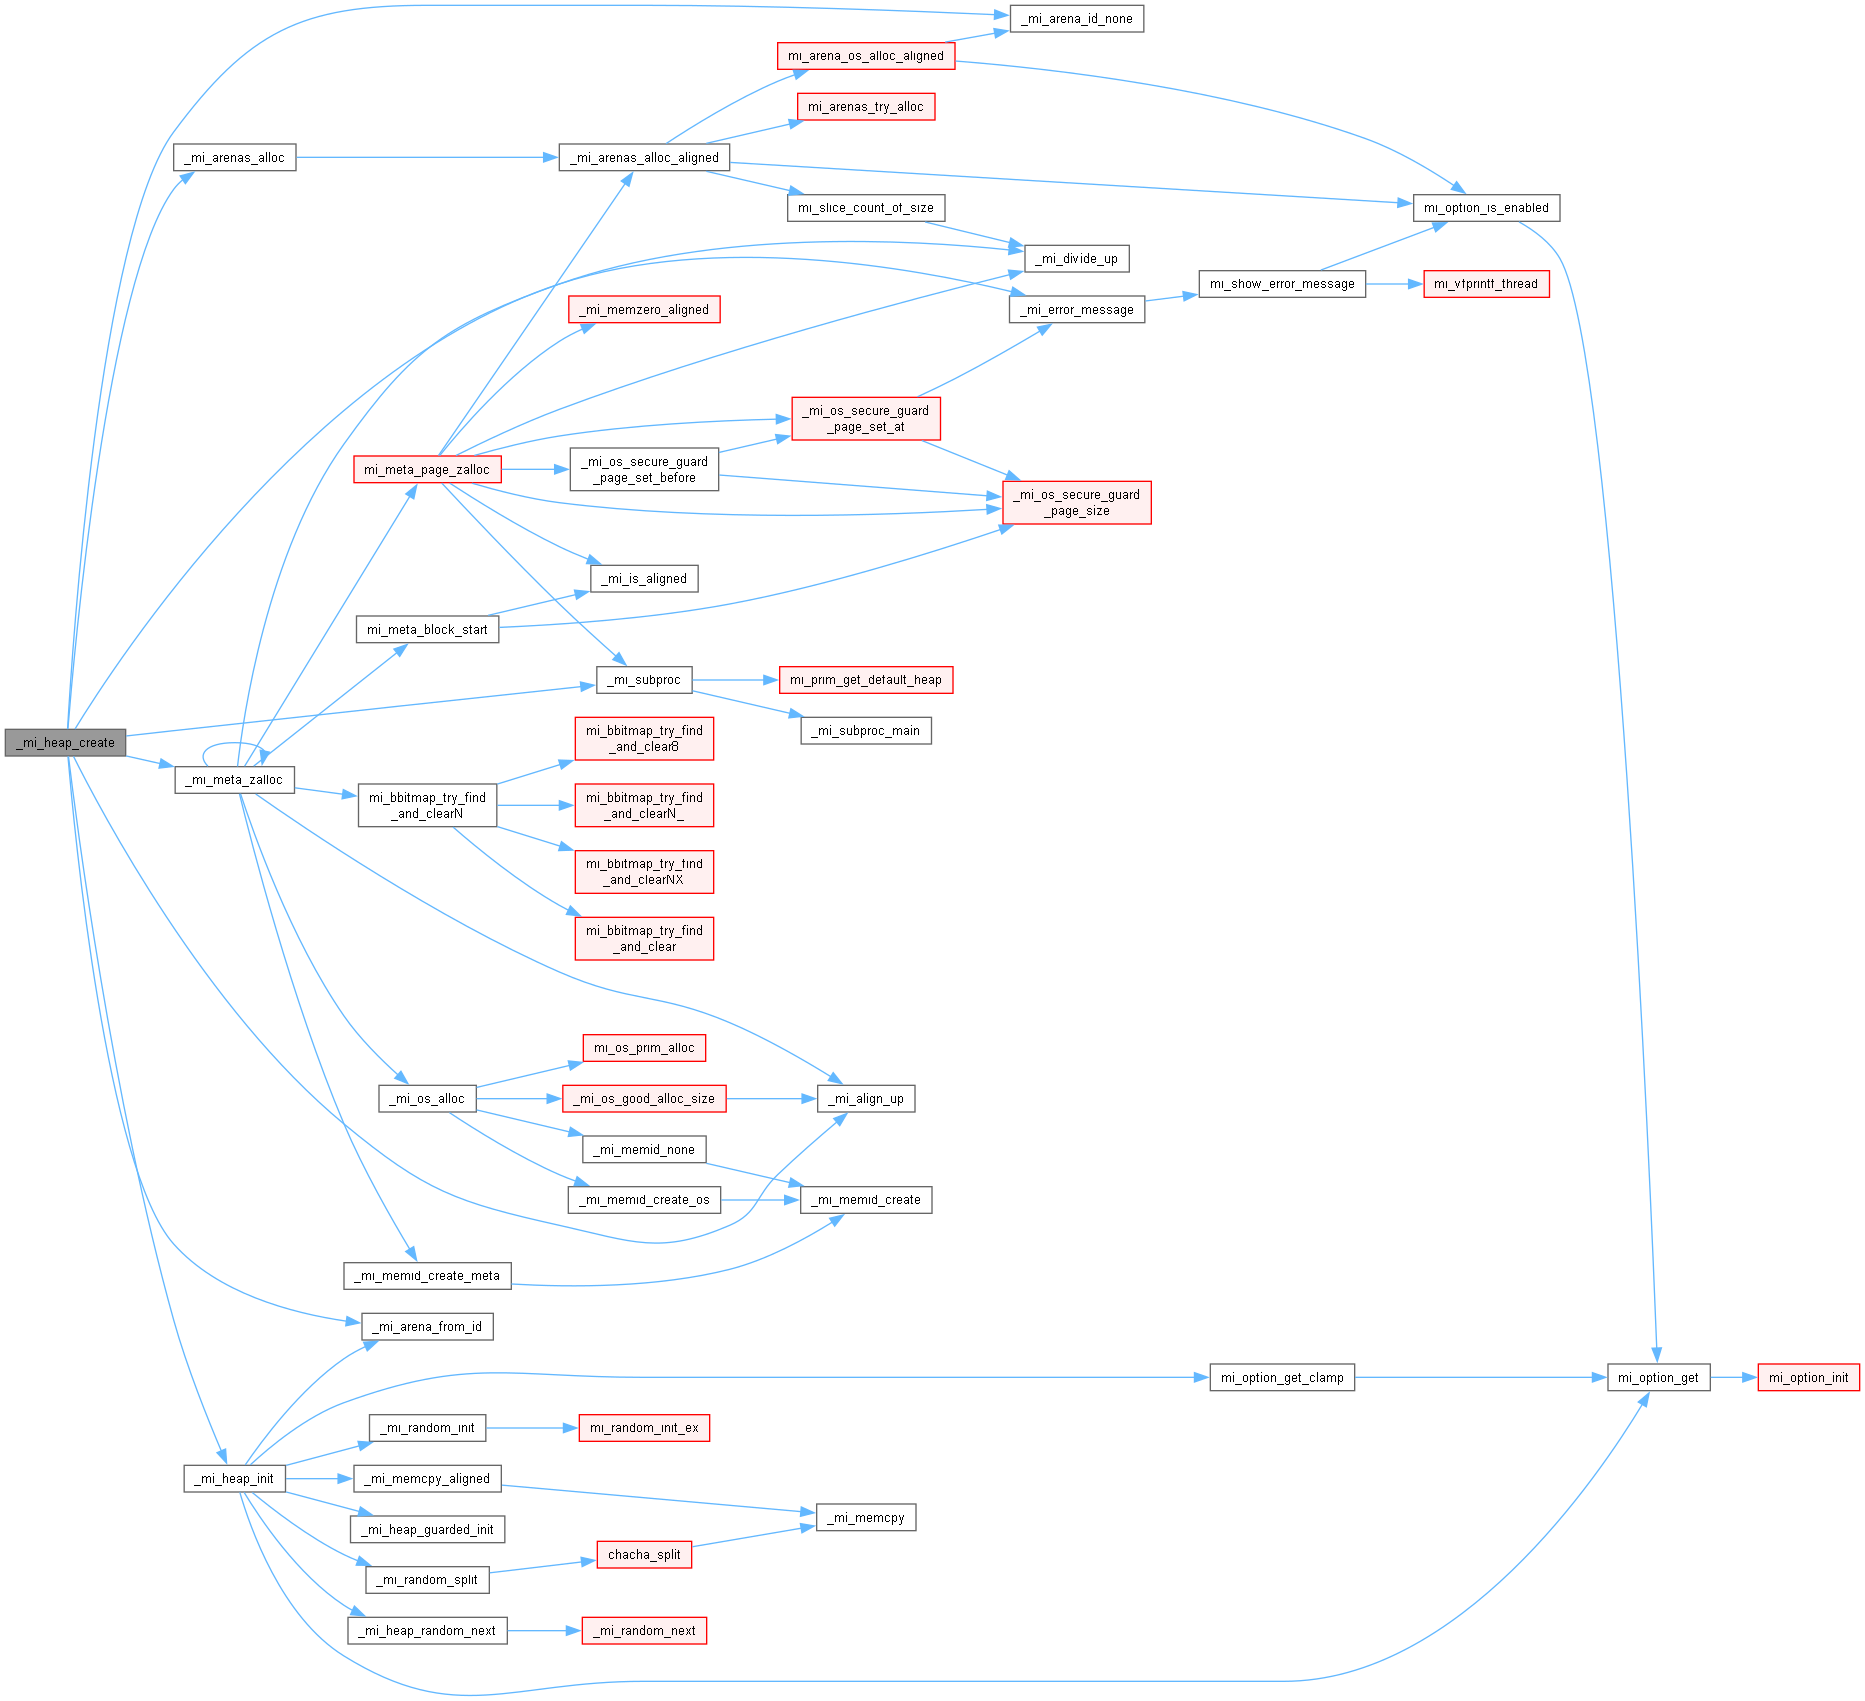 _mi_arena_id_none
mi_arena_os_alloc_aligned
mi_arenas_try_alloc
_mi_arenas_alloc
_mi_arenas_alloc_aligned
mi_slice_count_of_size
mi_option_is_enabled
_mi_divide_up
mi_show_error_message
mi_vfprintf_thread
_mi_memzero_aligned
_mi_error_message
_mi_os_secure_guard
_page_set_at
mi_meta_page_zalloc
_mi_os_secure_guard
_page_set_before
_mi_os_secure_guard
_page_size
_mi_is_aligned
mi_meta_block_start
_mi_subproc
mi_prim_get_default_heap
_mi_subproc_main
_mi_heap_create
mi_bbitmap_try_find
_and_clear8
_mi_meta_zalloc
mi_bbitmap_try_find
_and_clearN
mi_bbitmap_try_find
_and_clearN_
mi_bbitmap_try_find
_and_clearNX
mi_bbitmap_try_find
_and_clear
mi_os_prim_alloc
_mi_os_alloc
_mi_os_good_alloc_size
_mi_align_up
_mi_memid_none
_mi_memid_create_os
_mi_memid_create
_mi_memid_create_meta
_mi_arena_from_id
mi_option_get_clamp
mi_option_get
mi_option_init
_mi_random_init
mi_random_init_ex
_mi_heap_init
_mi_memcpy_aligned
_mi_memcpy
_mi_heap_guarded_init
chacha_split
_mi_random_split
_mi_heap_random_next
_mi_random_next